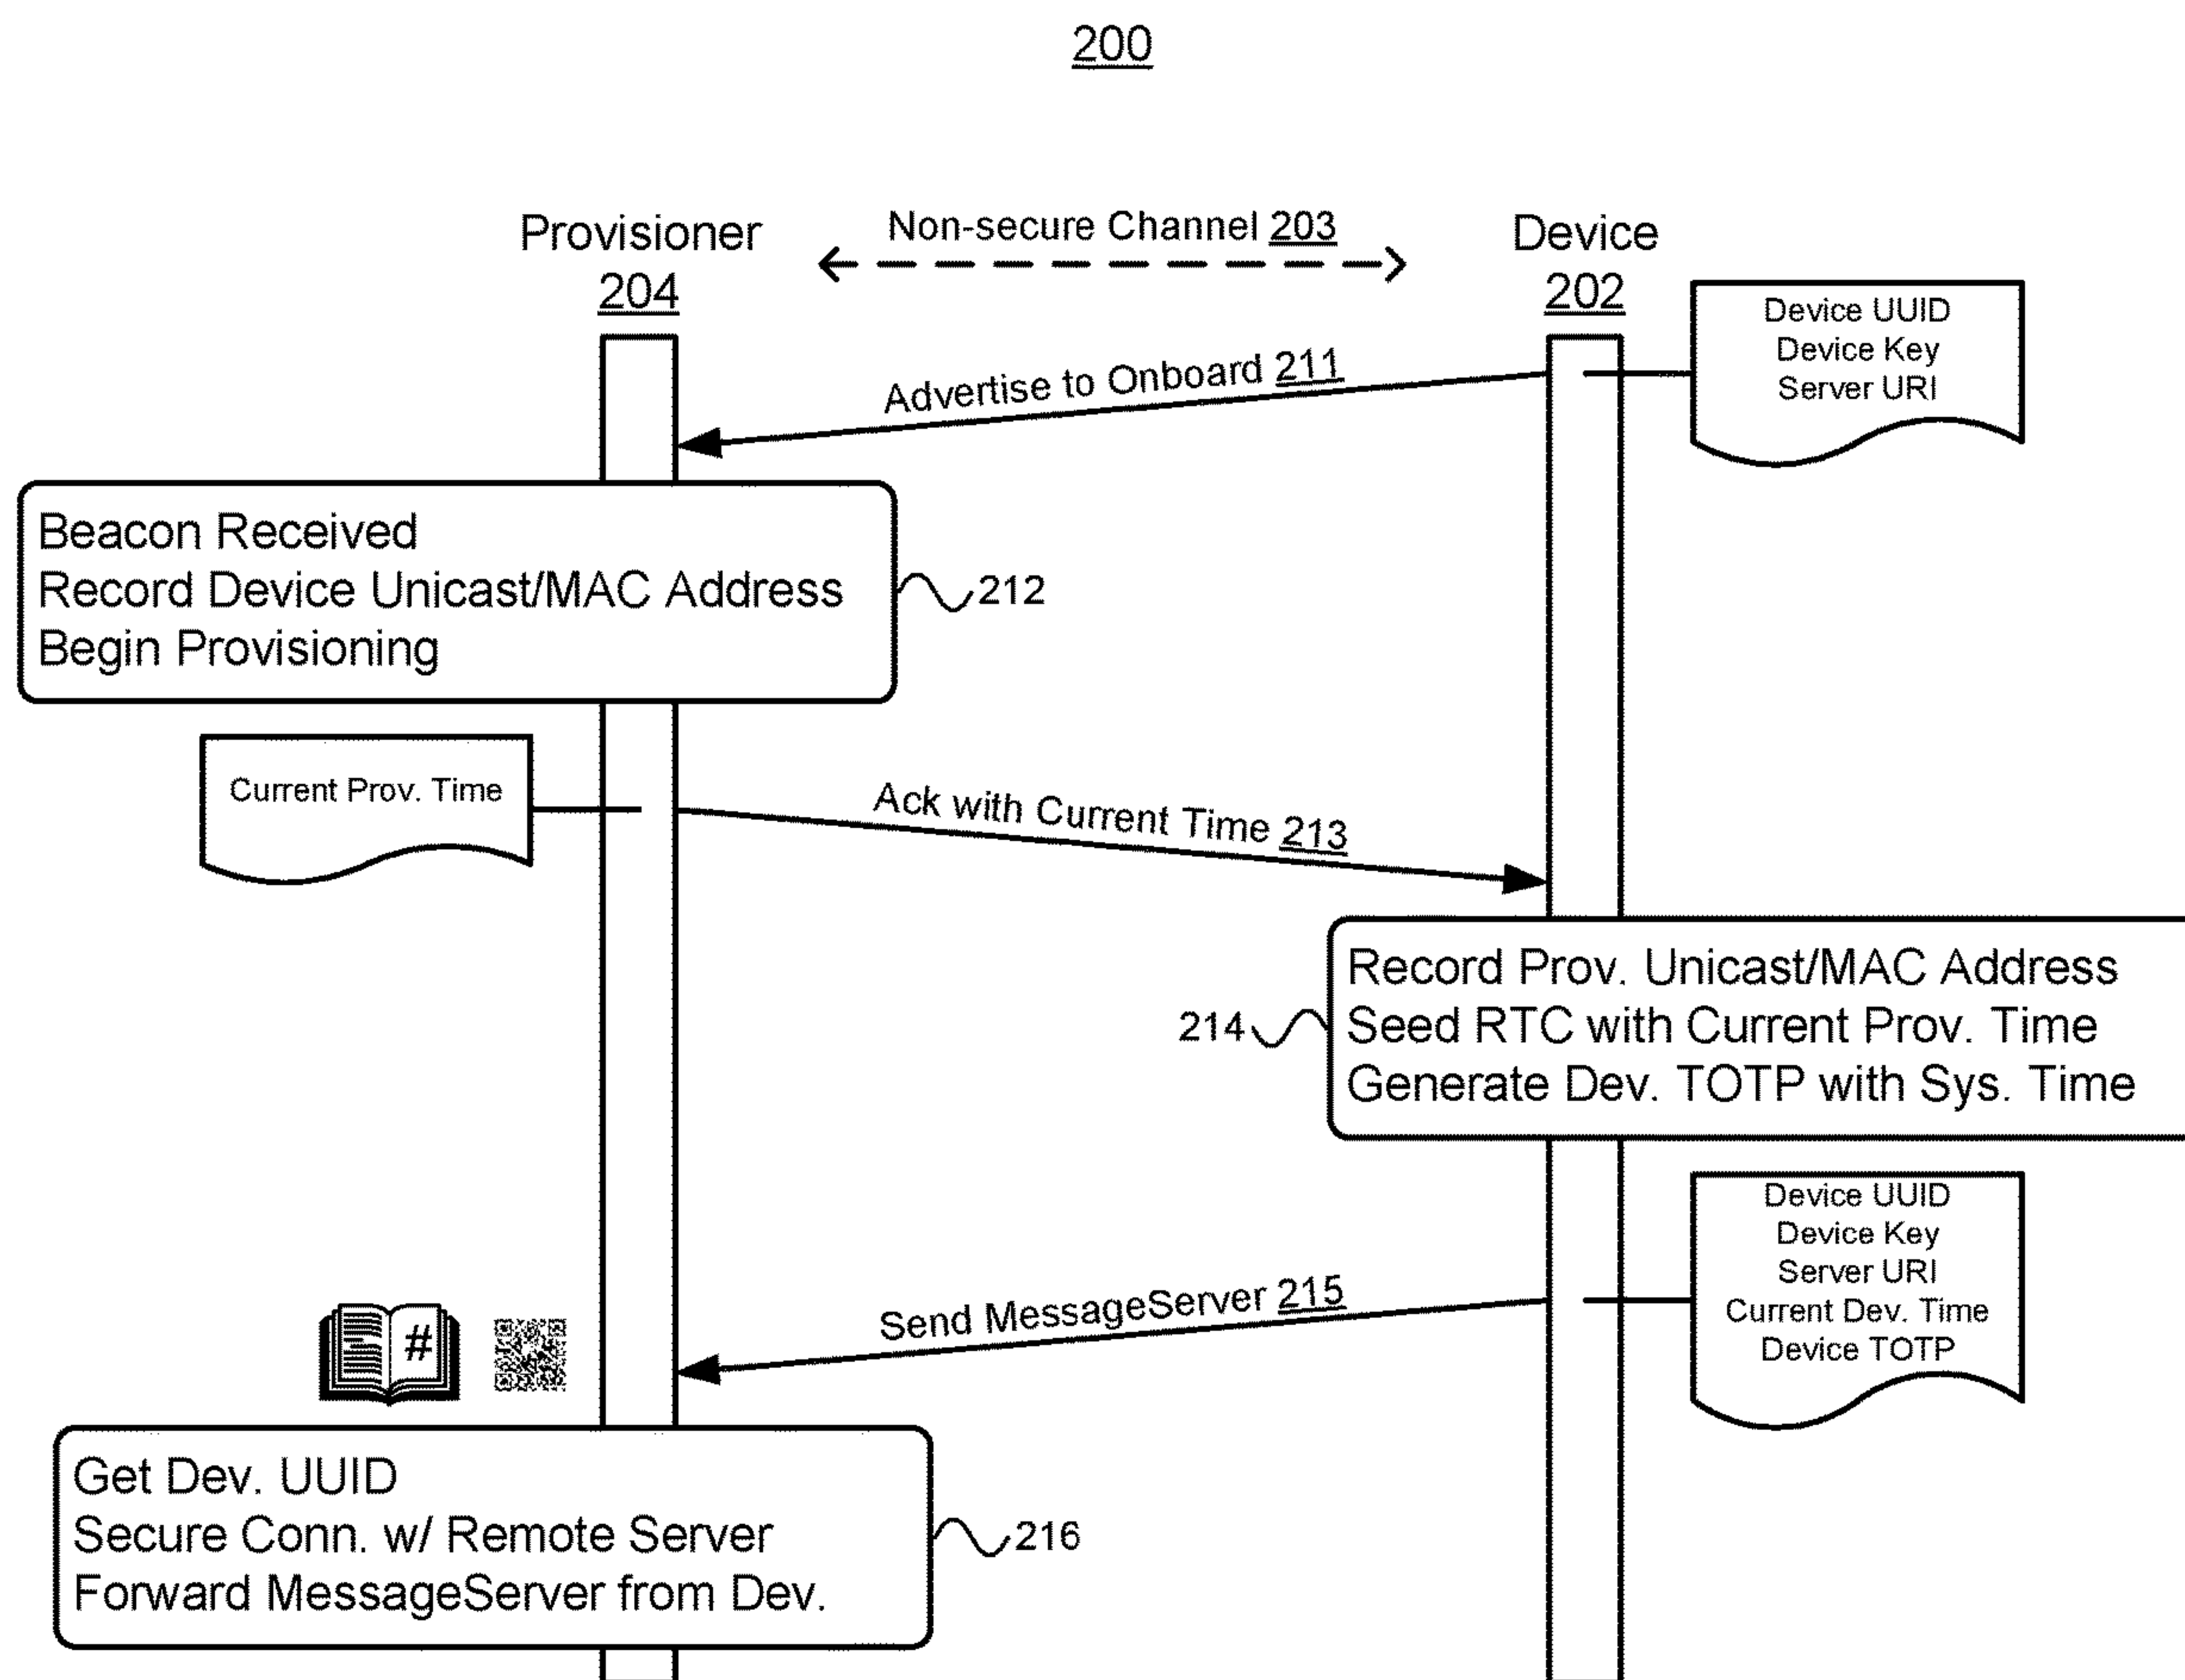 200
Non-secure Channel 203
Provisioner
204
Device
202
Device UUID
Device Key
Server URI
Advertise to Onboard 211
Beacon Received
Record Device Unicast/MAC Address
Begin Provisioning
212
Current Prov. Time
Ack with Current Time 213
Record Prov. Unicast/MAC Address
Seed RTC with Current Prov. Time
Generate Dev. TOTP with Sys. Time
214
Device UUID
Device Key
Server URI
Current Dev. Time
Device TOTP
Send MessageServer 215
#
Get Dev. UUID
Secure Conn. w/ Remote Server
Forward MessageServer from Dev.
216